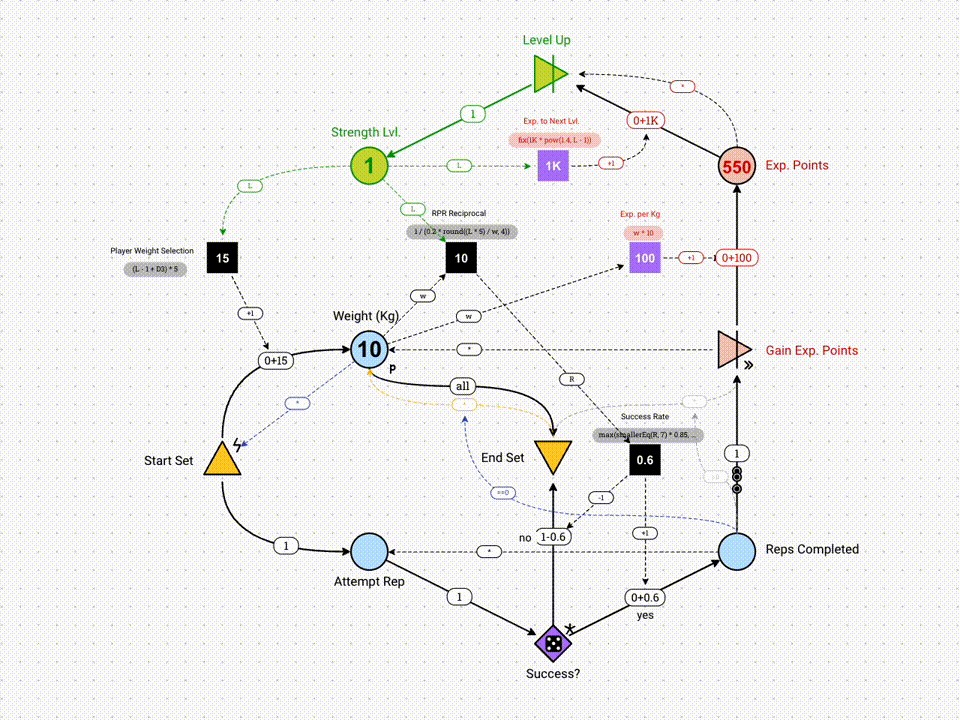 Level Up
*
1
Exp. to Next Lvl.
0+1K
Strength Lvl.
fix(1K * pow(1.4, L - 1))
1
L
1K
+1
550
Exp. Points
L
L
RPR Reciprocal
Exp. per Kg
1 / (0.2 * round((L * 5) / w, 4))
w * 10
Player Weight Selection
(L - 1 + D3) * 5
15
10
100
+1
0+100
w
+1
Weight (Kg)
w
0+15
10
p
*
Gain Exp. Points
R
all
*
Success Rate
max(smallerEq(R, 7) * 0.85, ...
Start Set
End Set
0.6
1
==0
-1
no
1-0.6
+1
1
*
Reps Completed
Attempt Rep
1
0+0.6
yes
Success?